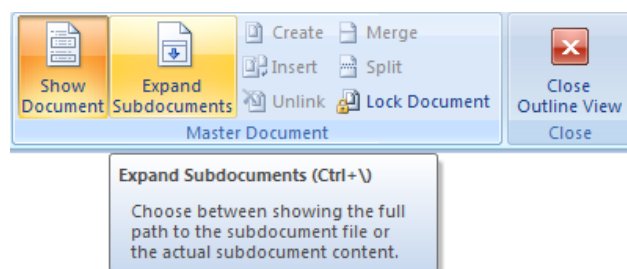 Show
Document
Expand
Subdocuments
Create
Merge
Insert
Split
Unlink
Lock Document
Master Document
Close
Outline View
Close
Expand Subdocuments (Ctrl+\)
Choose between showing the full
path to the subdocument file or
the actual subdocument content.